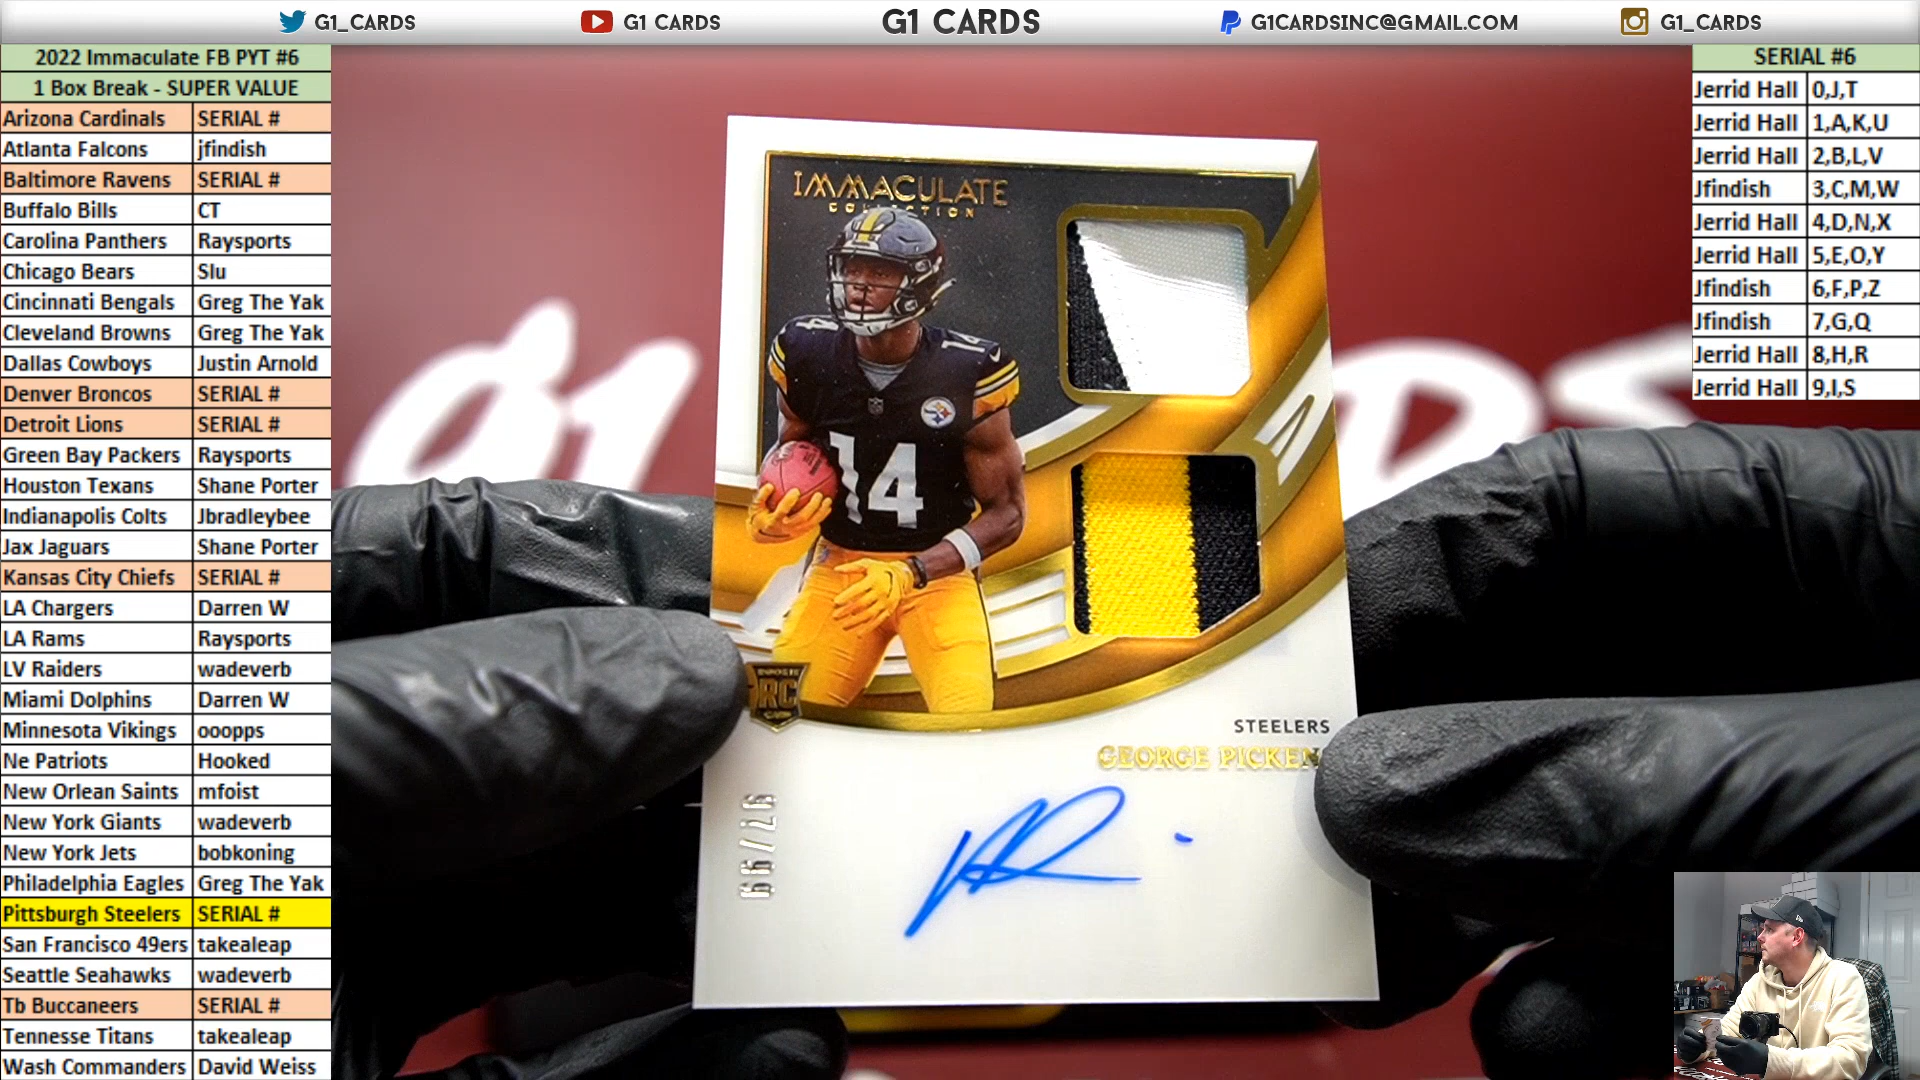 G1_CARDS
G1 CARDS
G1 CARDS
G1CARDSINC@GMAIL.COM
G1_CARDS
2022 Immaculate FB PYT #6
1 Box Break - SUPER VALUE
Arizona Cardinals SERIAL #
Atlanta Falcons jfindish
Baltimore Ravens SERIAL #
Buffalo Bills CT
Carolina Panthers Raysports
Chicago Bears Slu
Cincinnati Bengals Greg The Yak
Cleveland Browns Greg The Yak
Dallas Cowboys Justin Arnold
Denver Broncos SERIAL #
Detroit Lions SERIAL #
Green Bay Packers Raysports
Houston Texans Shane Porter
Indianapolis Colts Jbradleybee
Jax Jaguars Shane Porter
Kansas City Chiefs SERIAL #
LA Chargers Darren W
LA Rams Raysports
LV Raiders wadeverb
Miami Dolphins Darren W
Minnesota Vikings ooopps
Ne Patriots Hooked
New Orlean Saints mfoist
New York Giants wadeverb
New York Jets bobkoning
Philadelphia Eagles Greg The Yak
Pittsburgh Steelers SERIAL #
San Francisco 49ers takealeap
Seattle Seahawks wadeverb
Tb Buccaneers SERIAL #
Tennesse Titans takealeap
Wash Commanders David Weiss
IMMACULATE
COLLECTION
14
14
14
RC
STEELERS
GEORGE PICKEN
97/99
SERIAL #6
Jerrid Hall 0,J,T
Jerrid Hall 1,A,K,U
Jerrid Hall 2,B,L,V
Jfindish 3,C,M,W
Jerrid Hall 4,D,N,X
Jerrid Hall 5,E,O,Y
Jfindish 6,F,P,Z
Jfindish 7,G,Q
Jerrid Hall 8,H,R
Jerrid Hall 9,I,S